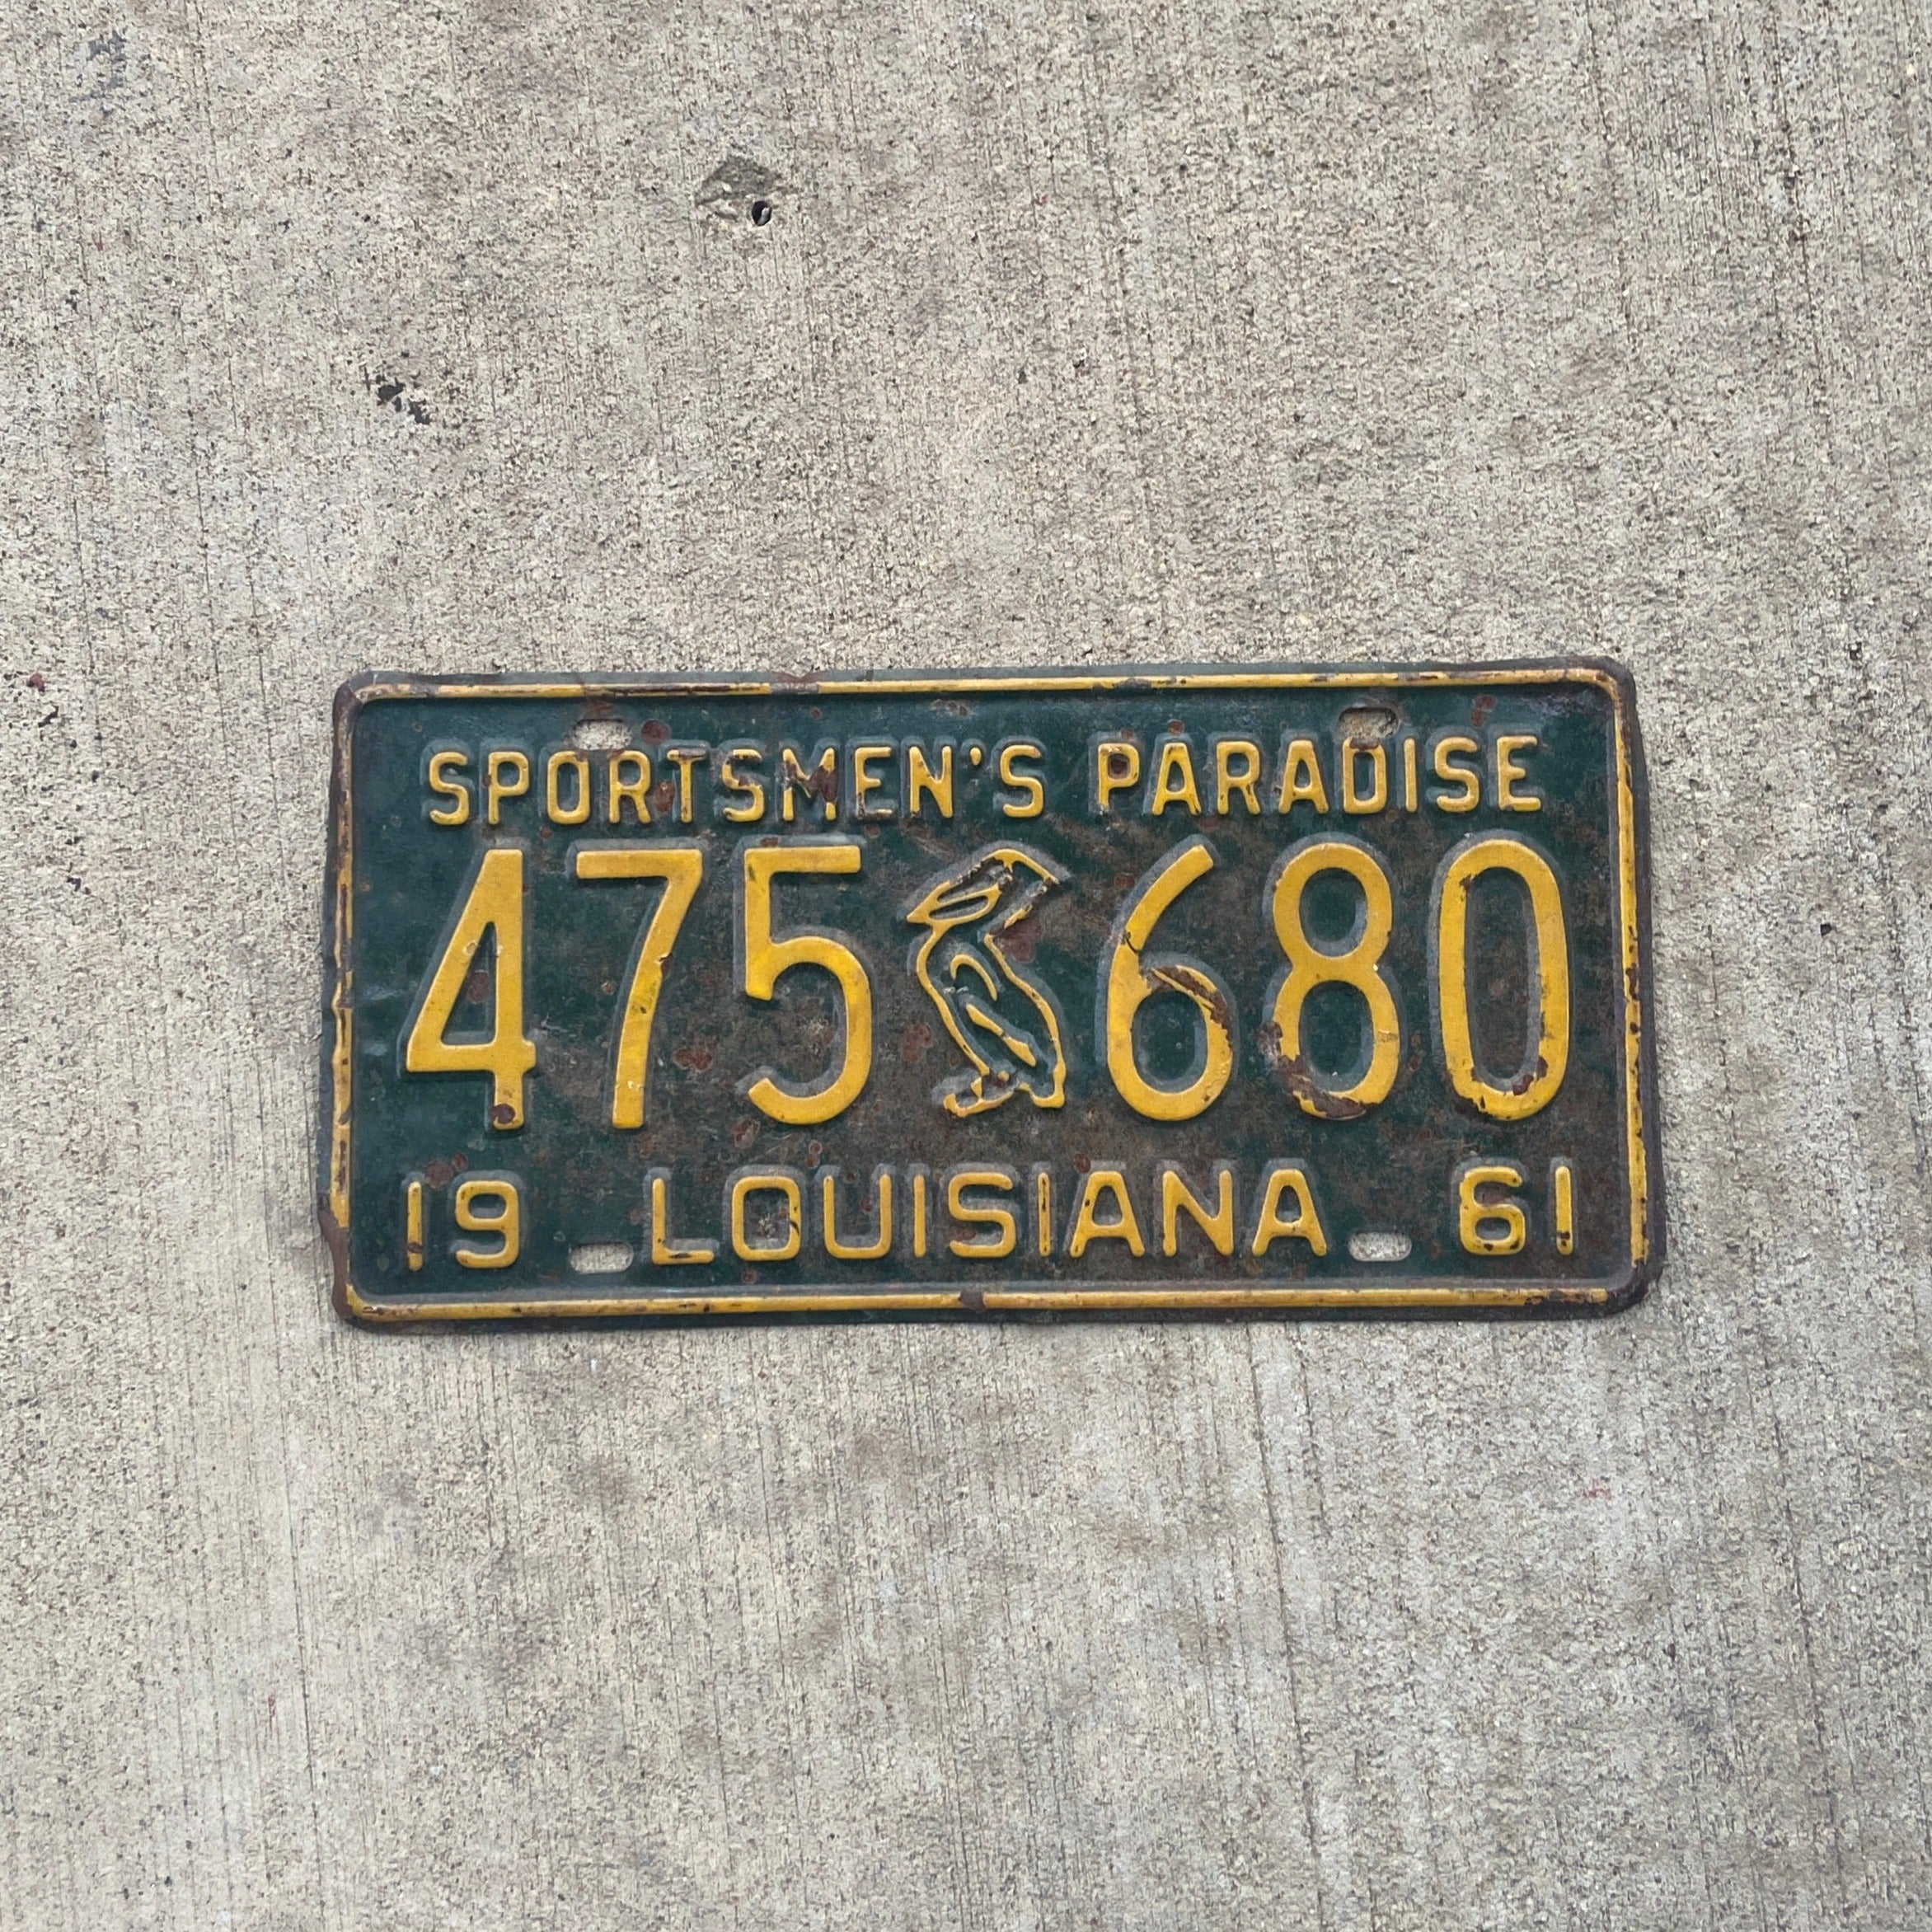 SPORTSMEN'S PARADISE
475 680
19 LOUISIANA 61